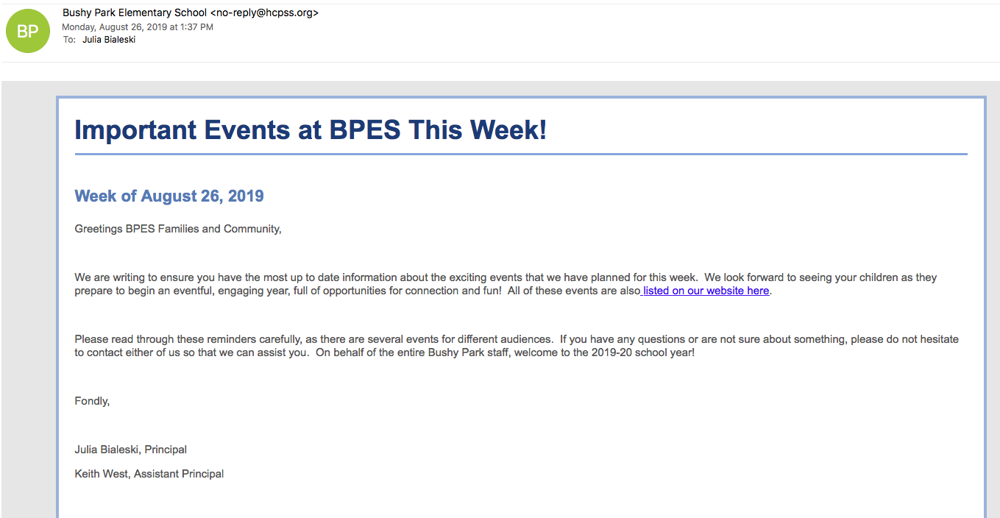 BP
Bushy Park Elementary School <no-reply@hcpss.org>
Monday, August 26, 2019 at 1:37 PM
To: Julia Bialeski
Important Events at BPES This Week!
Week of August 26, 2019
Greetings BPES Families and Community,
We are writing to ensure you have the most up to date information about the exciting events that we have planned for this week.  We look forward to seeing your children as they
prepare to begin an eventful, engaging year, full of opportunities for connection and fun!  All of these events are also listed on our website here.
Please read through these reminders carefully, as there are several events for different audiences.  If you have any questions or are not sure about something, please do not hesitate
to contact either of us so that we can assist you.  On behalf of the entire Bushy Park staff, welcome to the 2019-20 school year!
Fondly,
Julia Bialeski, Principal
Keith West, Assistant Principal